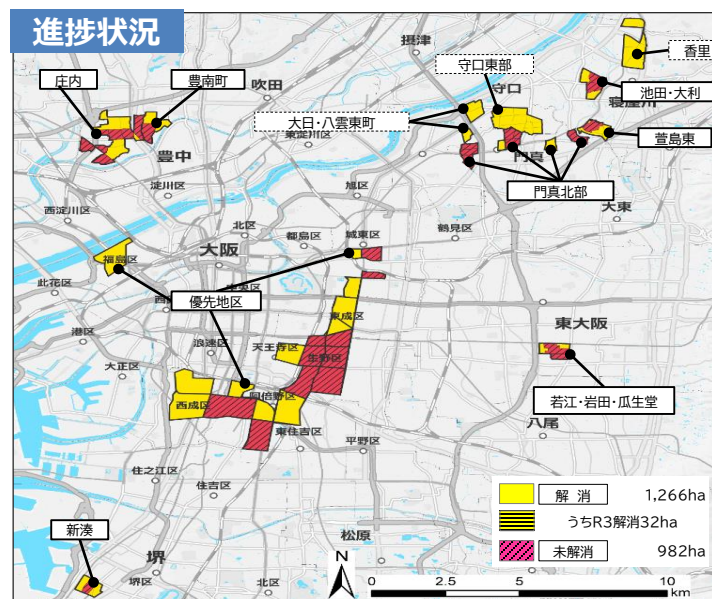 進捗状況
摂津
守口東部
香里
庄内
豊南町
吹田
守口
池田・大利
寝屋川
大日・八雲東町
東淀川区
萱島東
豊中
門真
淀川区
旭区
門真北部
西淀川区
大東
北区
都島区
城東区
鶴見区
大阪
福島区
此花区
優先地区
東成区
東大阪
港区
浪速区
天王寺区
生野区
大正区
阿倍野区
若江・岩田・瓜生堂
西成区
東住吉区
八尾
平野区
住之江区
住吉区
解 消 1,266ha
うちR3解消32ha
未解消 982ha
新湊
松原
堺
N
堺区
北区
0 2.5 5 10
km